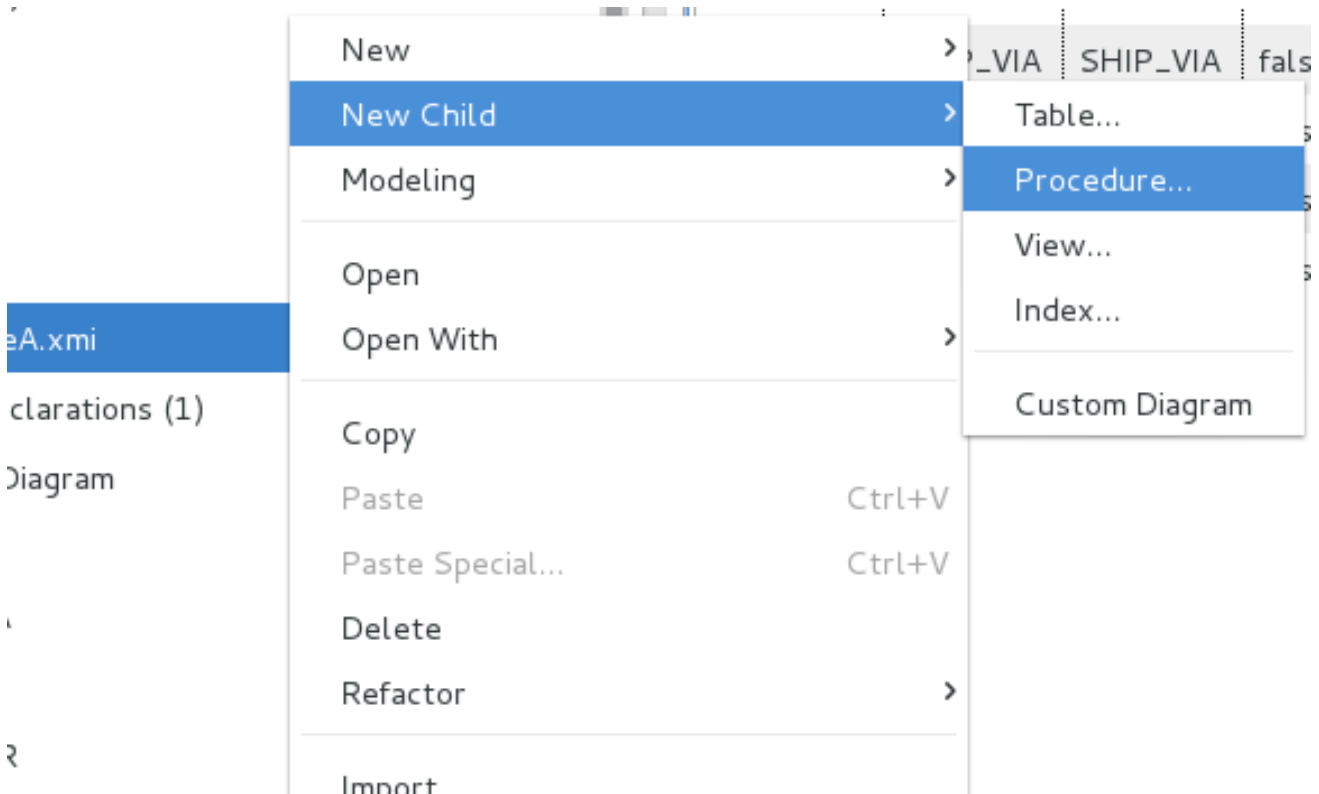 New
P_VIA SHIP_VIA fals
New Child
Table...
Modeling
Procedure...
View...
Open
Index...
eA.xmi
Open With
clarations (1)
Custom Diagram
Copy
Diagram
Paste Ctrl+V
Paste Special... Ctrl+V
Delete
Refactor
R
Import